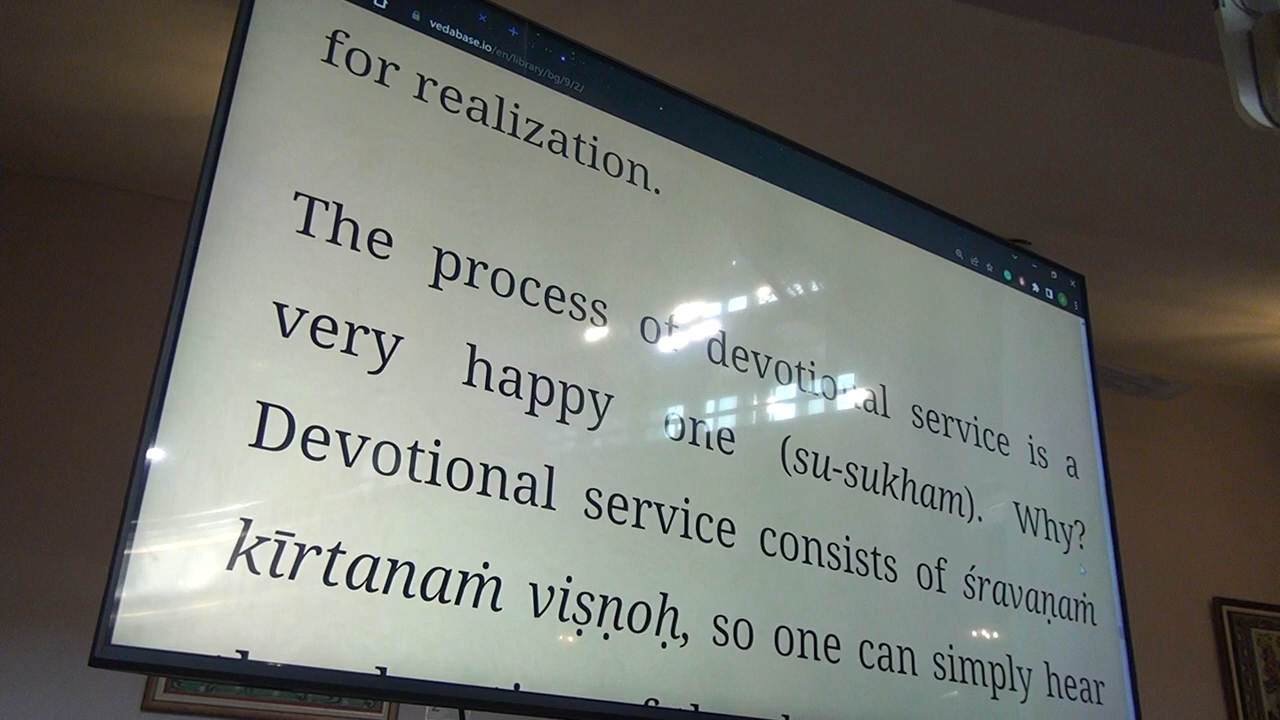 vedabase.io/en/library/bg/9/2/
for realization.
The process of devotional service is a
very happy one (su-sukham). Why?
Devotional service consists of śravaṇaṁ
kīrtanaṁ viṣṇoḥ, so one can simply hear